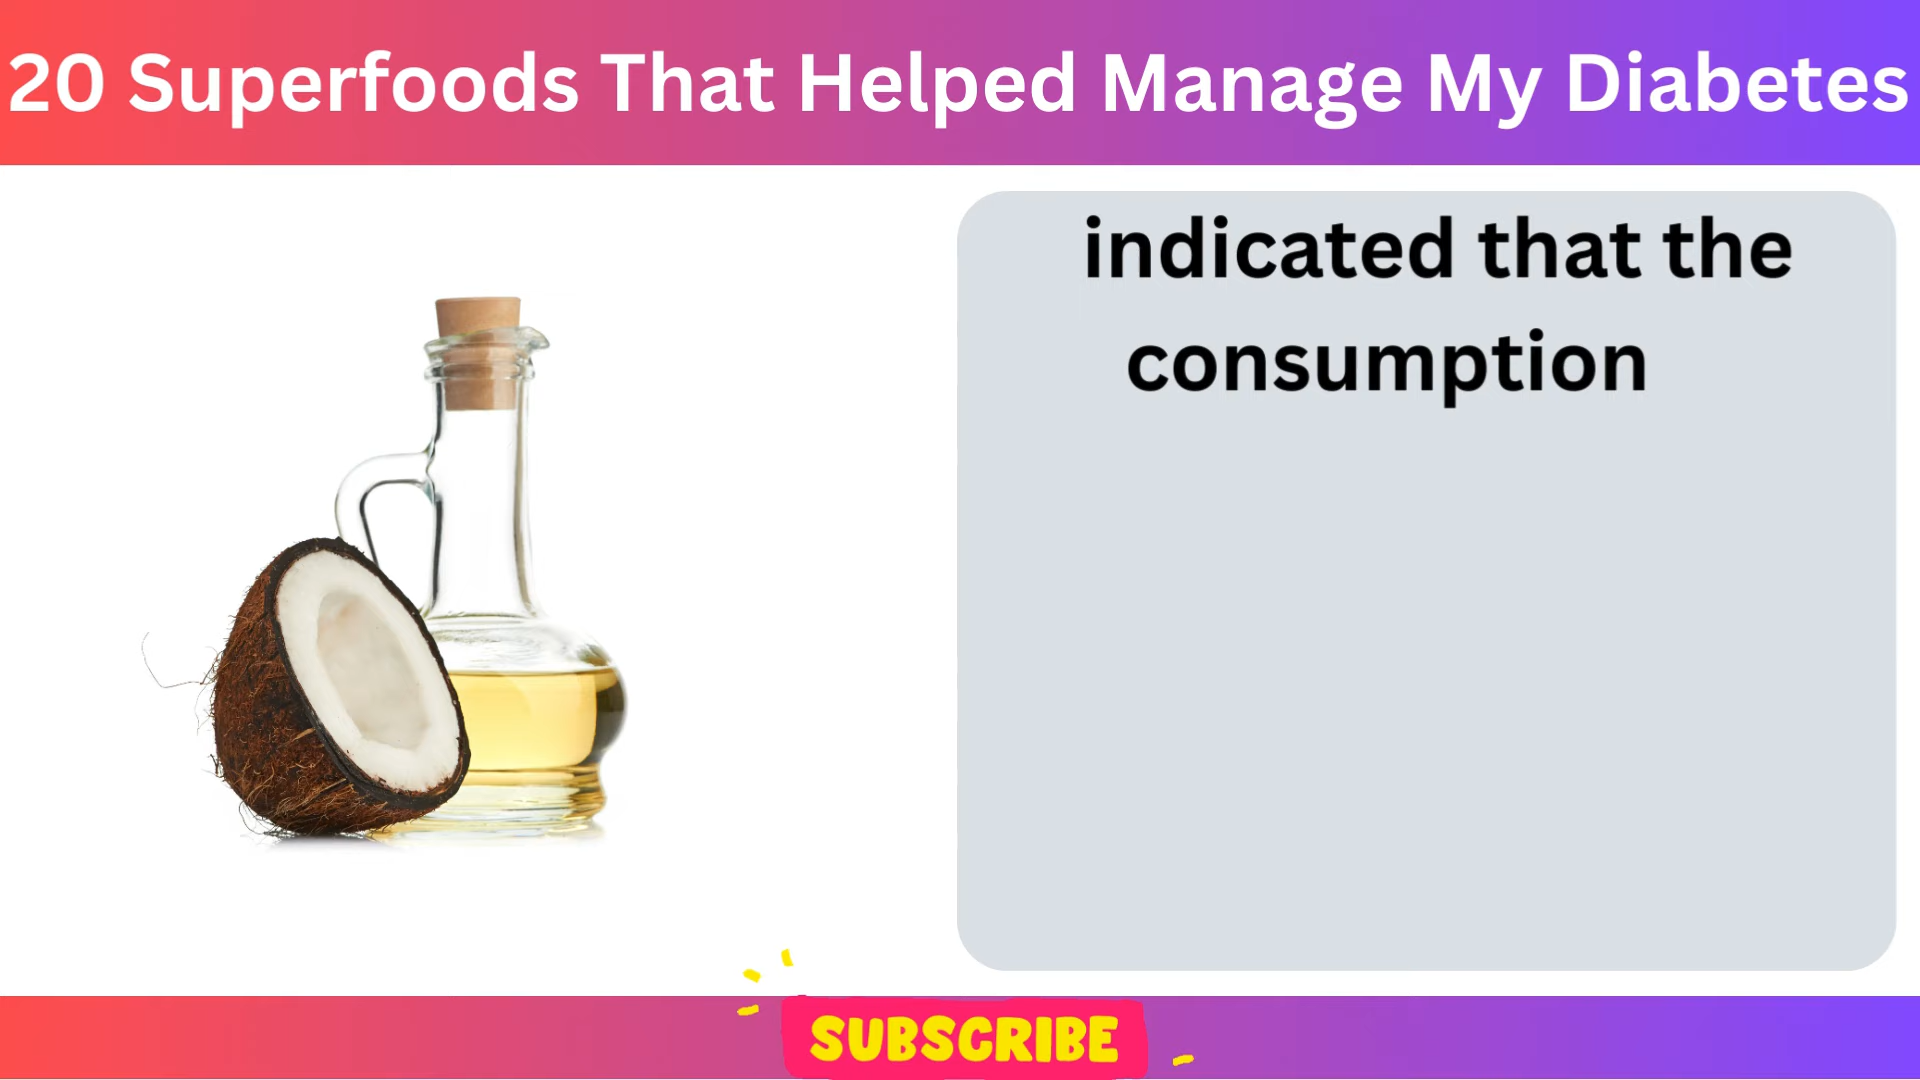 20 Superfoods That Helped Manage My Diabetes
indicated that the
consumption
SUBSCRIBE